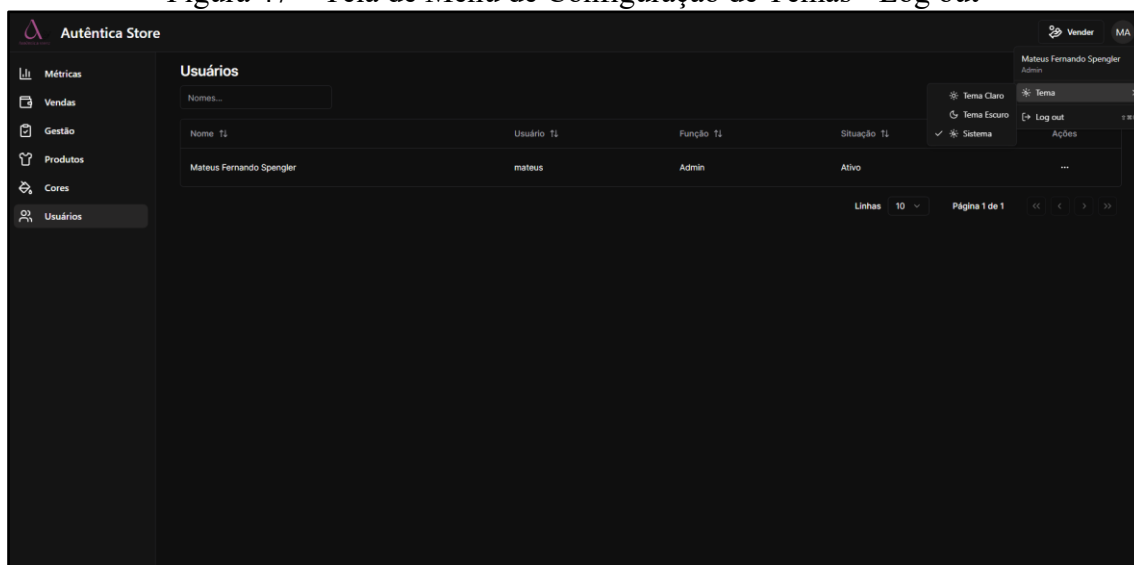 Tela de Menu de Configuração de Temas - Log out
Autêntica Store
Vender
MA
Métricas
Vendas
Gestão
Produtos
Cores
Usuários
Usuários
Nomes...
Nome
Usuário
Função
Situação
Ações
Mateus Fernando Spengler
mateus
Admin
Ativo
...
Linhas
10
Página 1 de 1
Mateus Fernando Spengler
Admin
Tema
Log out
Tema Claro
Tema Escuro
Sistema